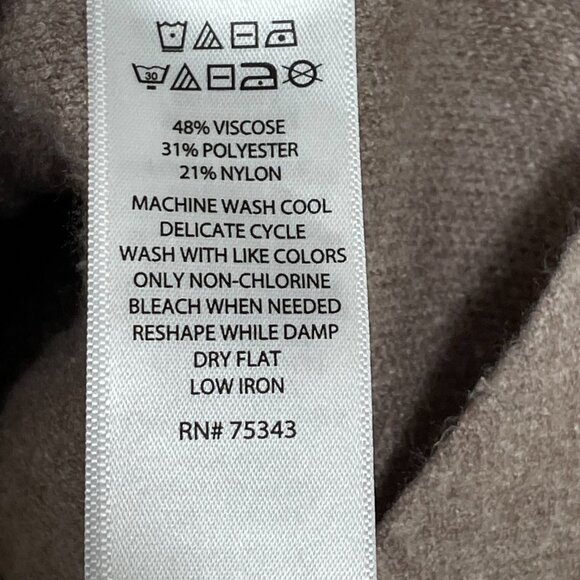 30
48% VISCOSE
31% POLYESTER
21% NYLON
MACHINE WASH COOL
DELICATE CYCLE
WASH WITH LIKE COLORS
ONLY NON-CHLORINE
BLEACH WHEN NEEDED
RESHAPE WHILE DAMP
DRY FLAT
LOW IRON
RN# 75343